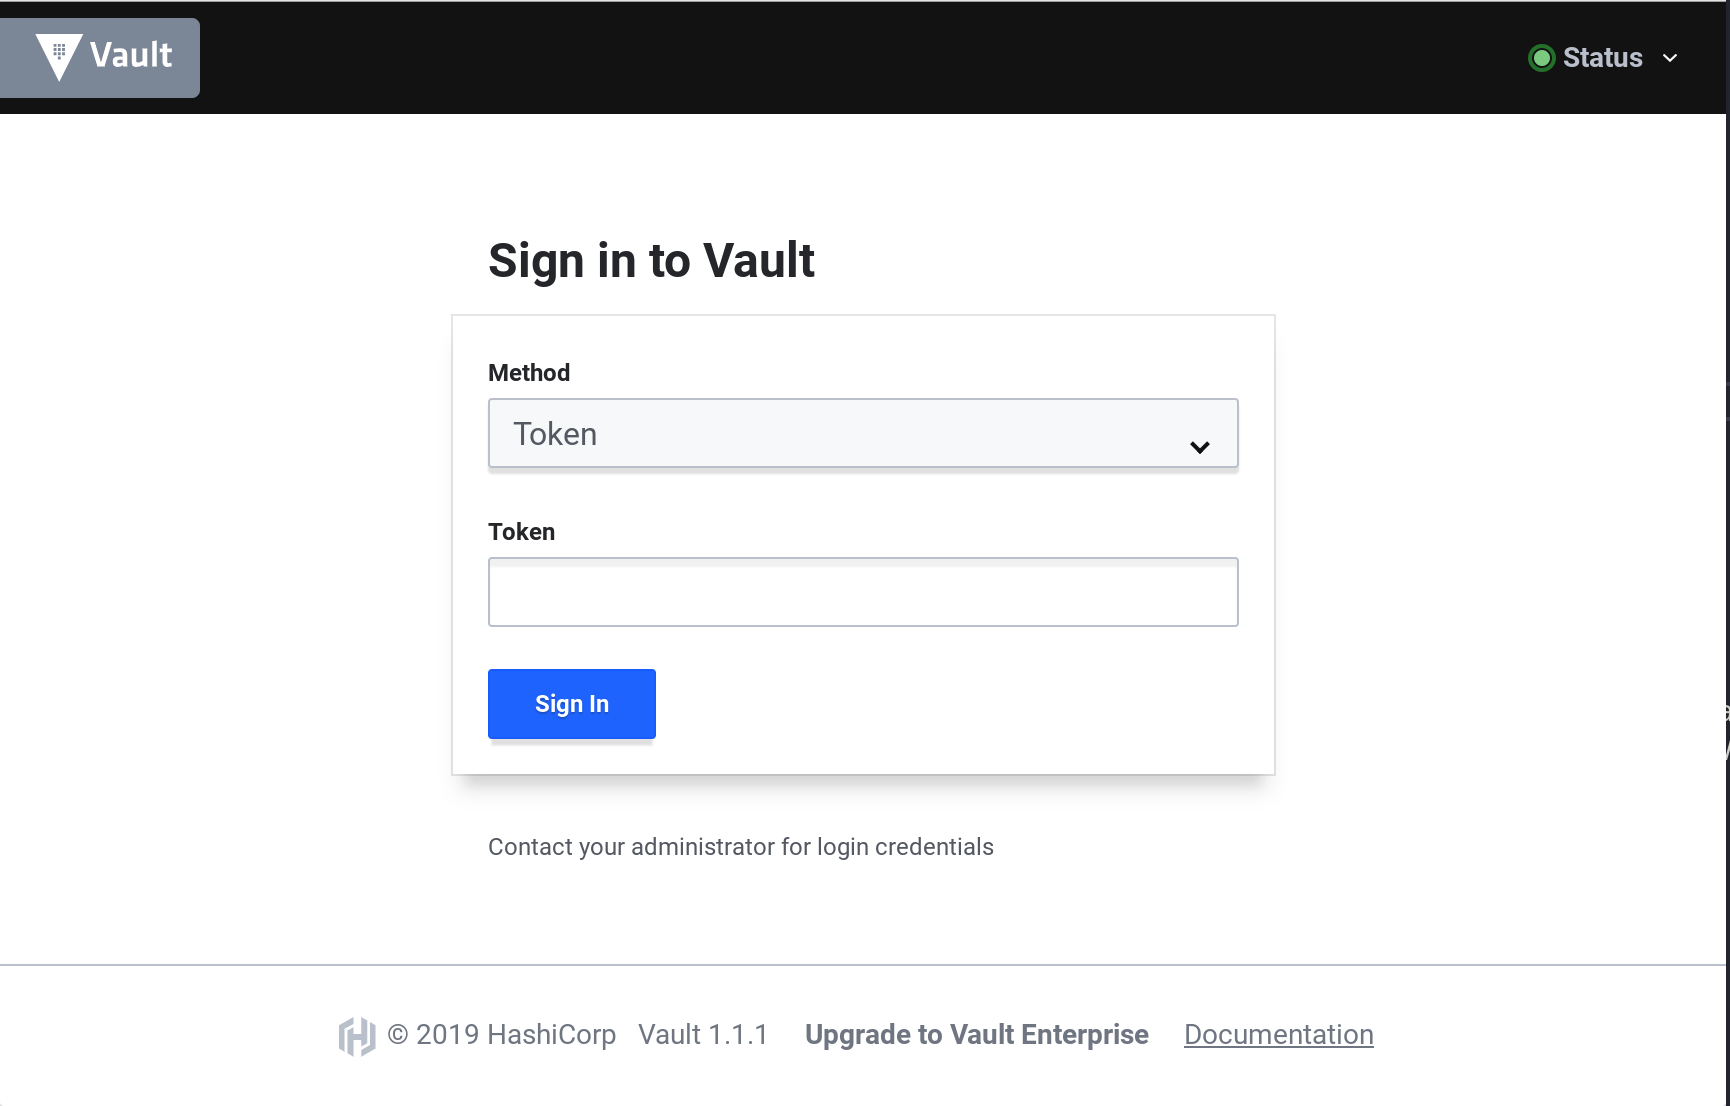 Vault
Status
Sign in to Vault
Method
Token
Token
Sign In
Contact your administrator for login credentials
© 2019 HashiCorp Vault 1.1.1 Upgrade to Vault Enterprise Documentation